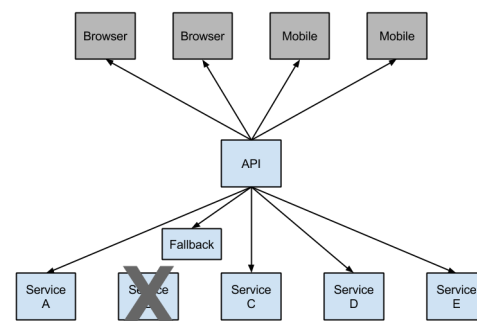 Browser
Browser
Mobile
Mobile
API
Fallback
Service
A
Service
C
Service
D
Service
E